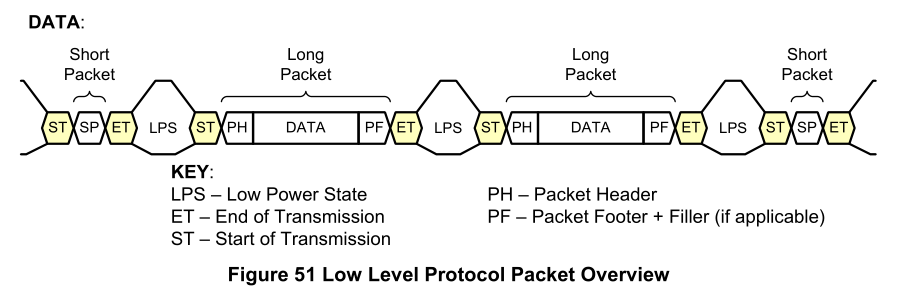 DATA:
Short Packet
Long Packet
Long Packet
Short Packet
ST SP ET LPS ST PH DATA PF ET LPS ST PH DATA PF ET LPS ST SP ET
KEY:
LPS – Low Power State
ET – End of Transmission
ST – Start of Transmission
PH – Packet Header
PF – Packet Footer + Filler (if applicable)
Figure 51 Low Level Protocol Packet Overview